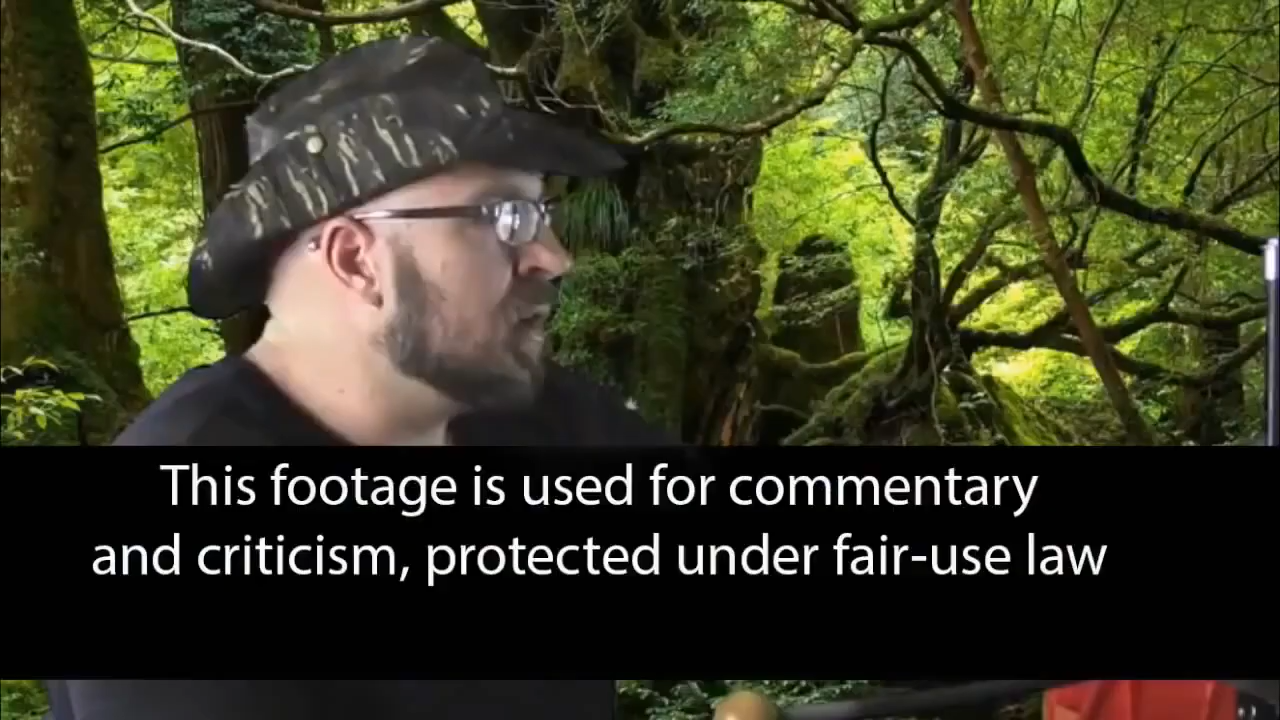 This footage is used for commentary
and criticism, protected under fair-use law